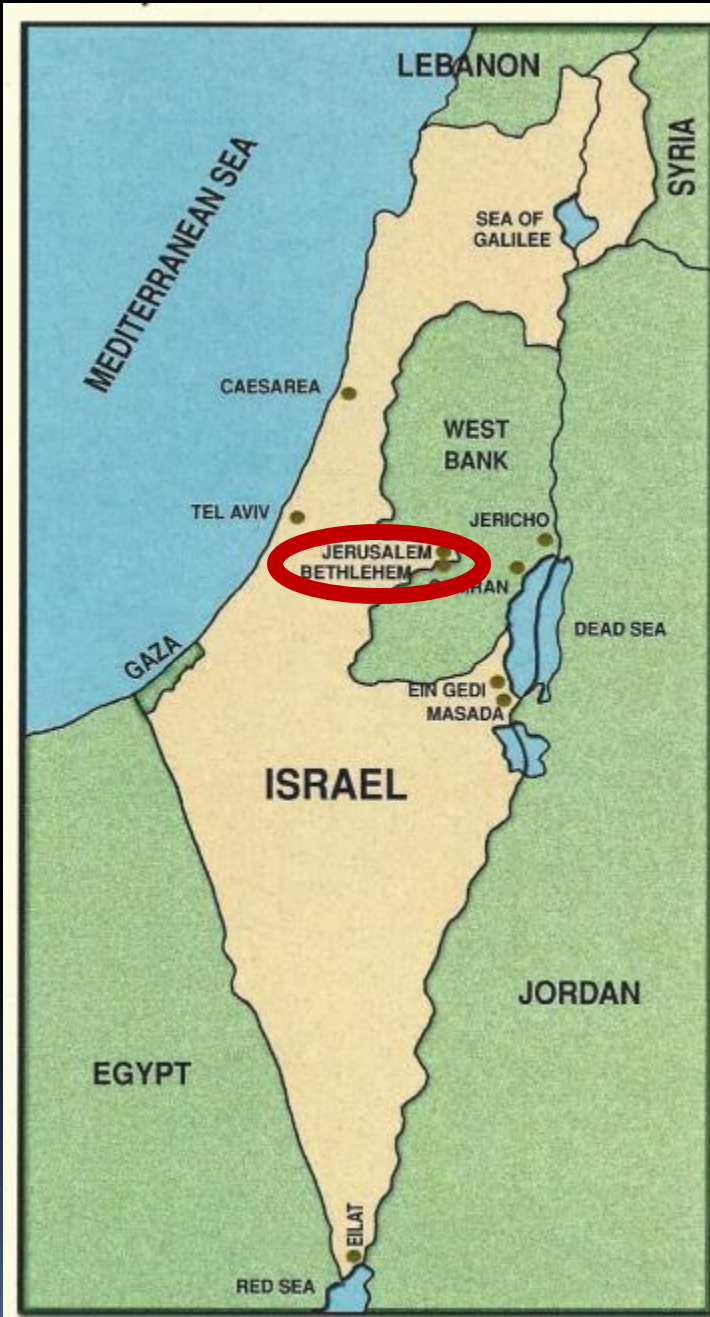 LEBANON
MEDITERRANEAN SEA
SYRIA
SEA OF
GALILEE
CAESAREA
WEST
BANK
TEL AVIV
JERICHO
JERUSALEM
BETHLEHEM
DEAD SEA
GAZA
EIN GEDI
MASADA
ISRAEL
JORDAN
EGYPT
EILAT
RED SEA